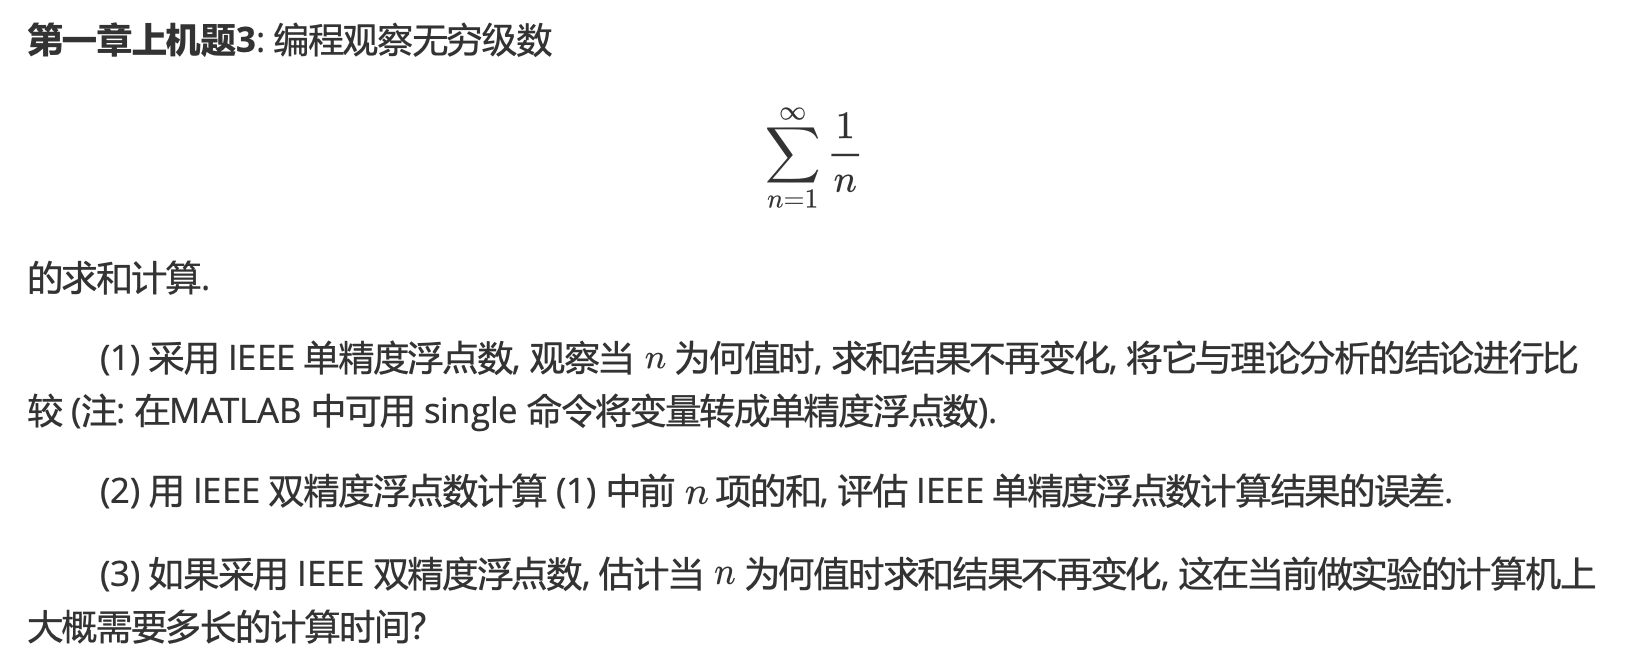 第一章上机题3: 编程观察无穷级数
∞
∑ 1/n
n=1
的求和计算.
(1) 采用 IEEE 单精度浮点数, 观察当 n 为何值时, 求和结果不再变化, 将它与理论分析的结论进行比
较 (注: 在MATLAB 中可用 single 命令将变量转成单精度浮点数).
(2) 用 IEEE 双精度浮点数计算 (1) 中前 n 项的和, 评估 IEEE 单精度浮点数计算结果的误差.
(3) 如果采用 IEEE 双精度浮点数, 估计当 n 为何值时求和结果不再变化, 这在当前做实验的计算机上
大概需要多长的计算时间?